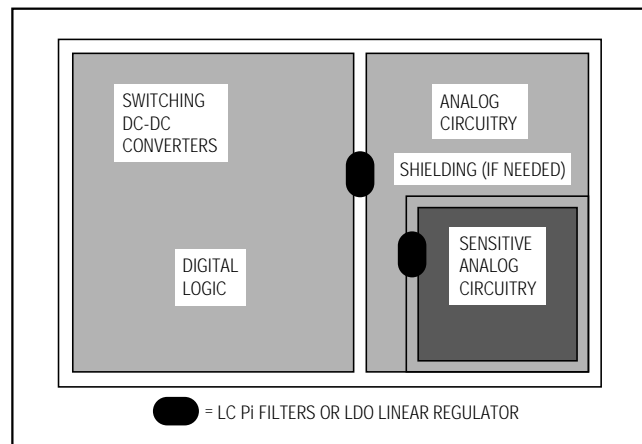 SWITCHING
DC-DC
CONVERTERS
DIGITAL
LOGIC
ANALOG
CIRCUITRY
SHIELDING (IF NEEDED)
SENSITIVE
ANALOG
CIRCUITRY
= LC Pi FILTERS OR LDO LINEAR REGULATOR